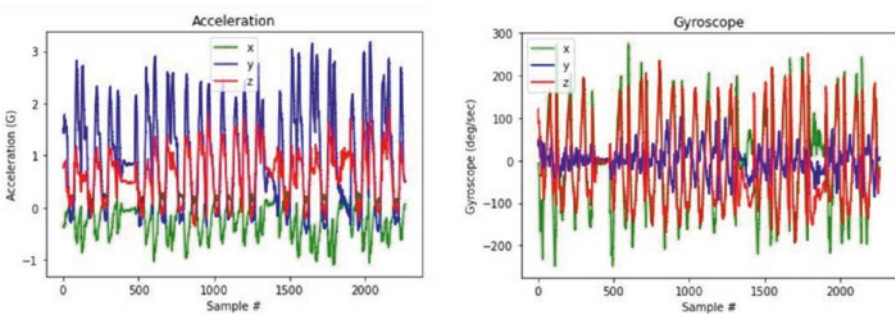 Acceleration
Acceleration (G)
3
2
1
0
−1
x
y
z
0
500
1000
1500
2000
Sample #
Gyroscope
Gyroscope (deg/sec)
300
200
100
0
−100
−200
x
y
z
0
500
1000
1500
2000
Sample #